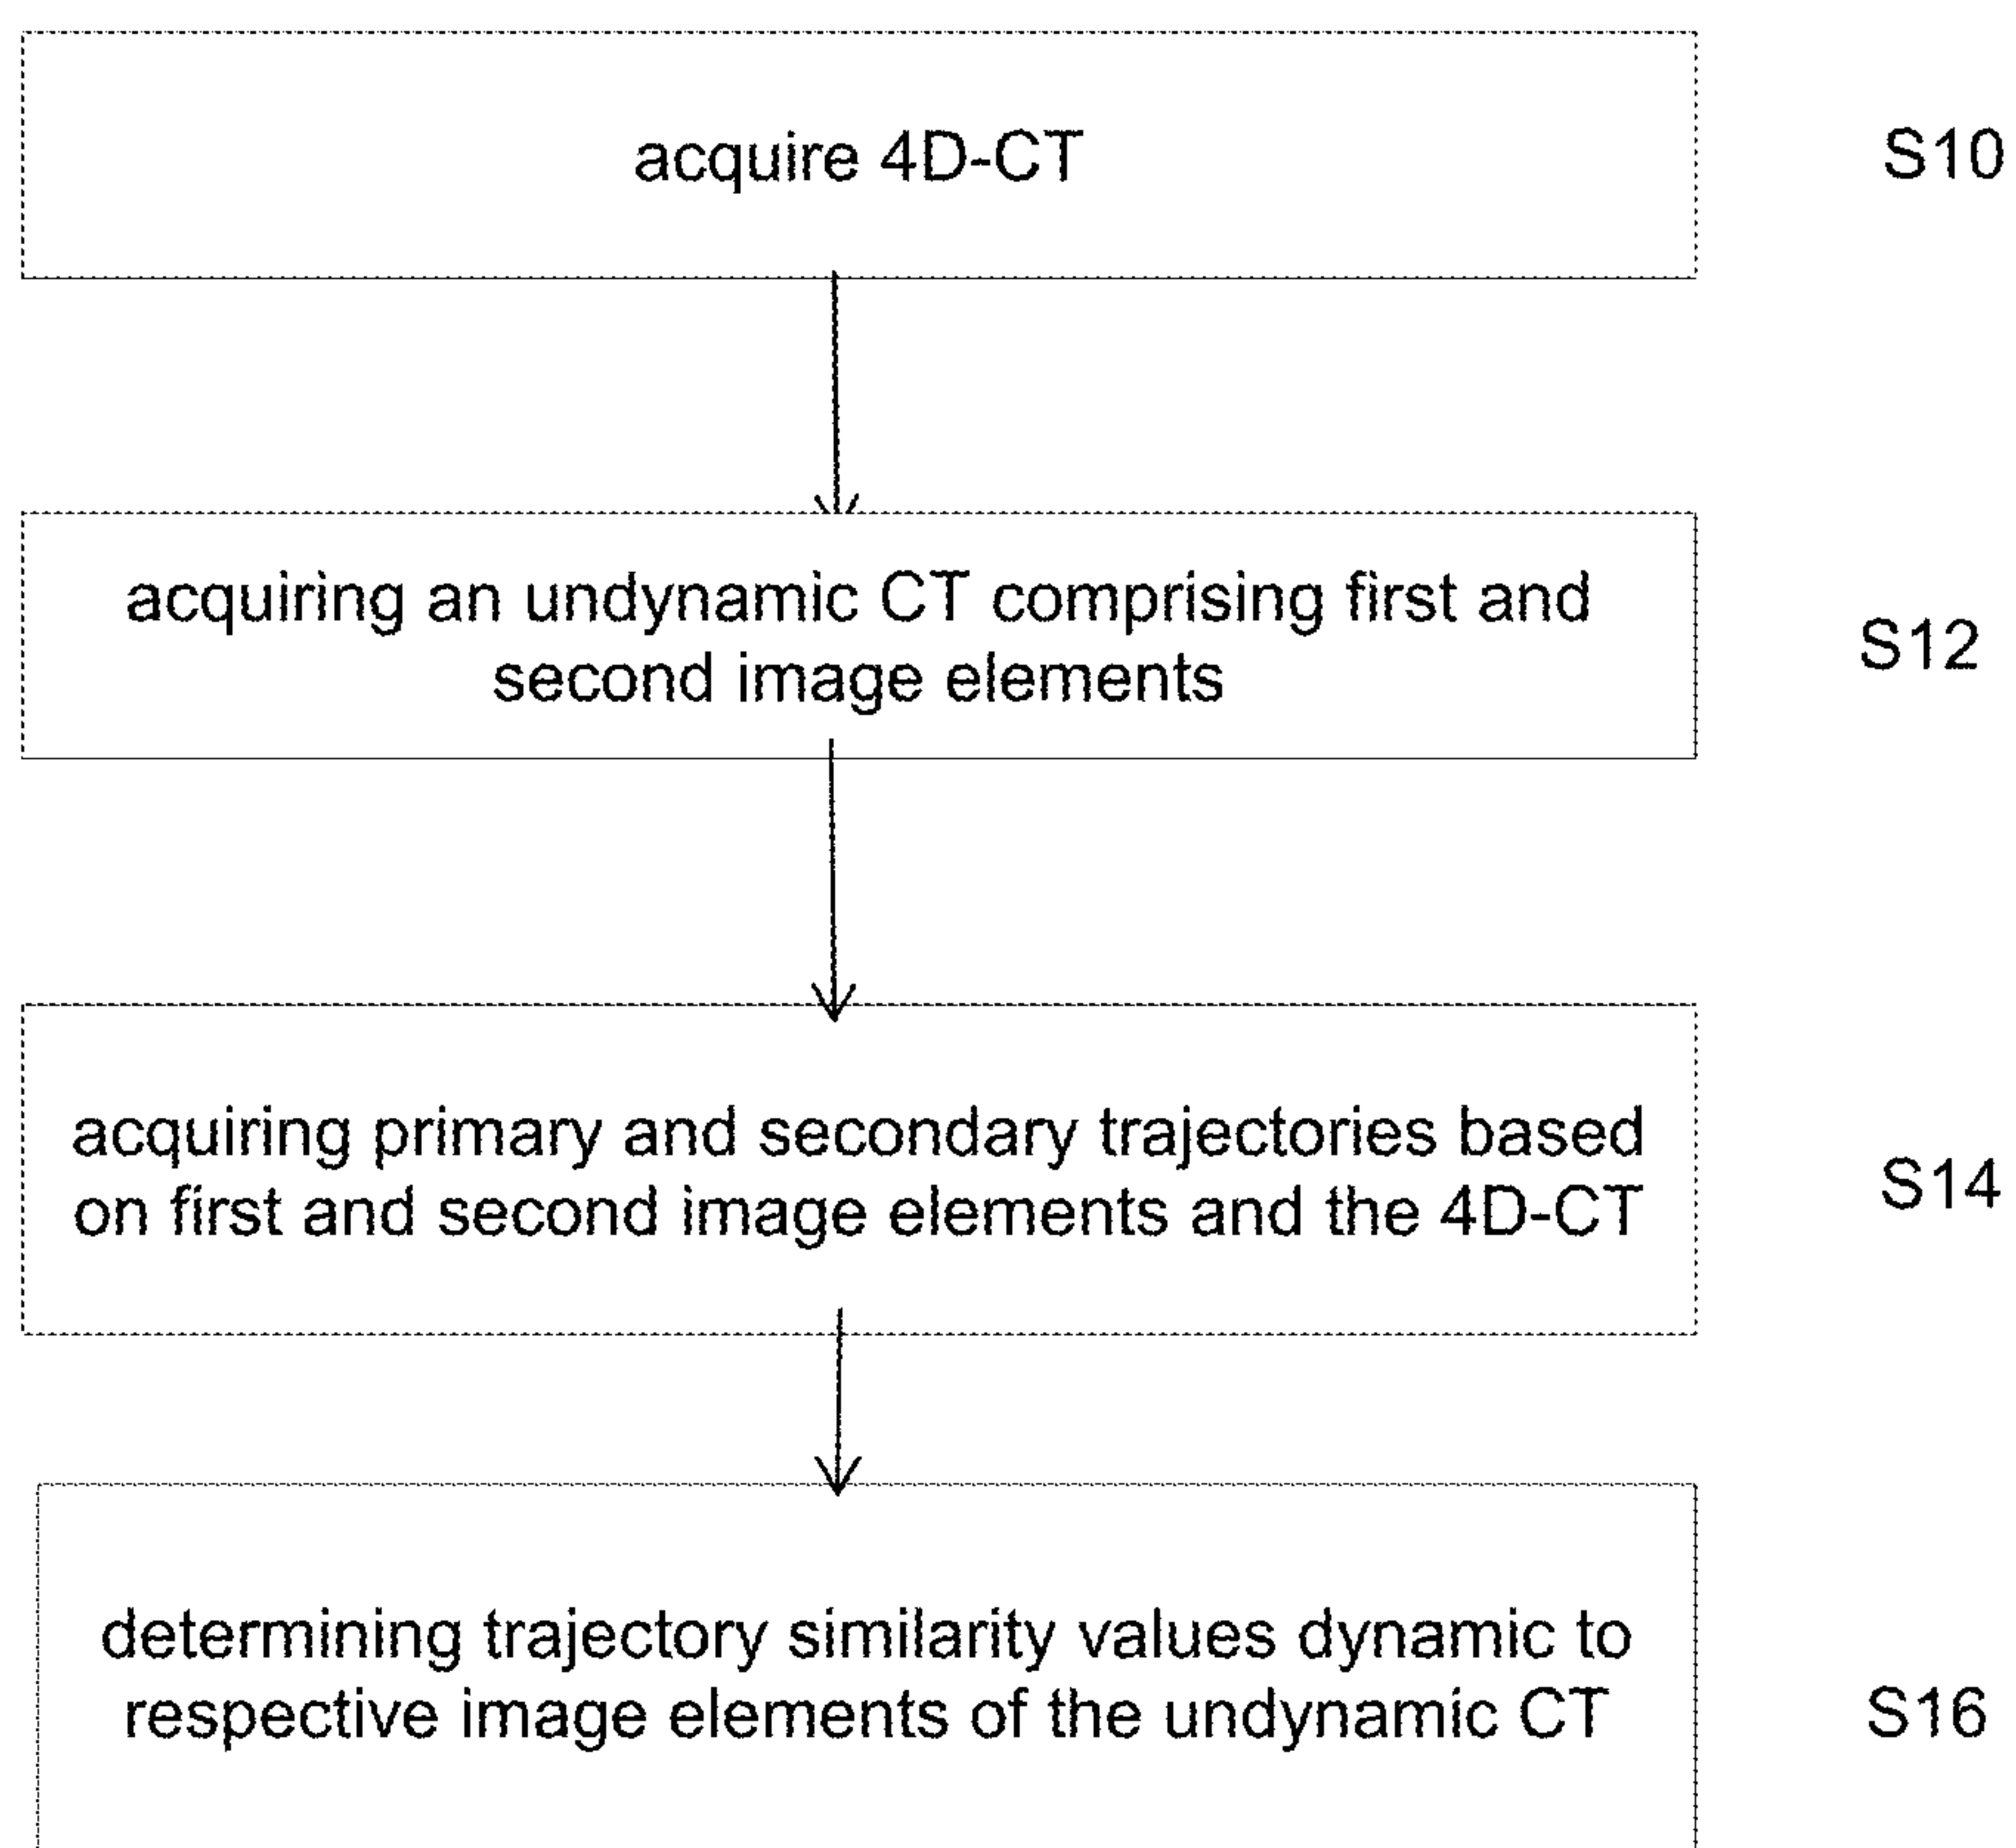 acquire 4D-CT
S10
acquiring an undynamic CT comprising first and
second image elements
S12
acquiring primary and secondary trajectories based
on first and second image elements and the 4D-CT
S14
determining trajectory similarity values dynamic to
respective image elements of the undynamic CT
S16